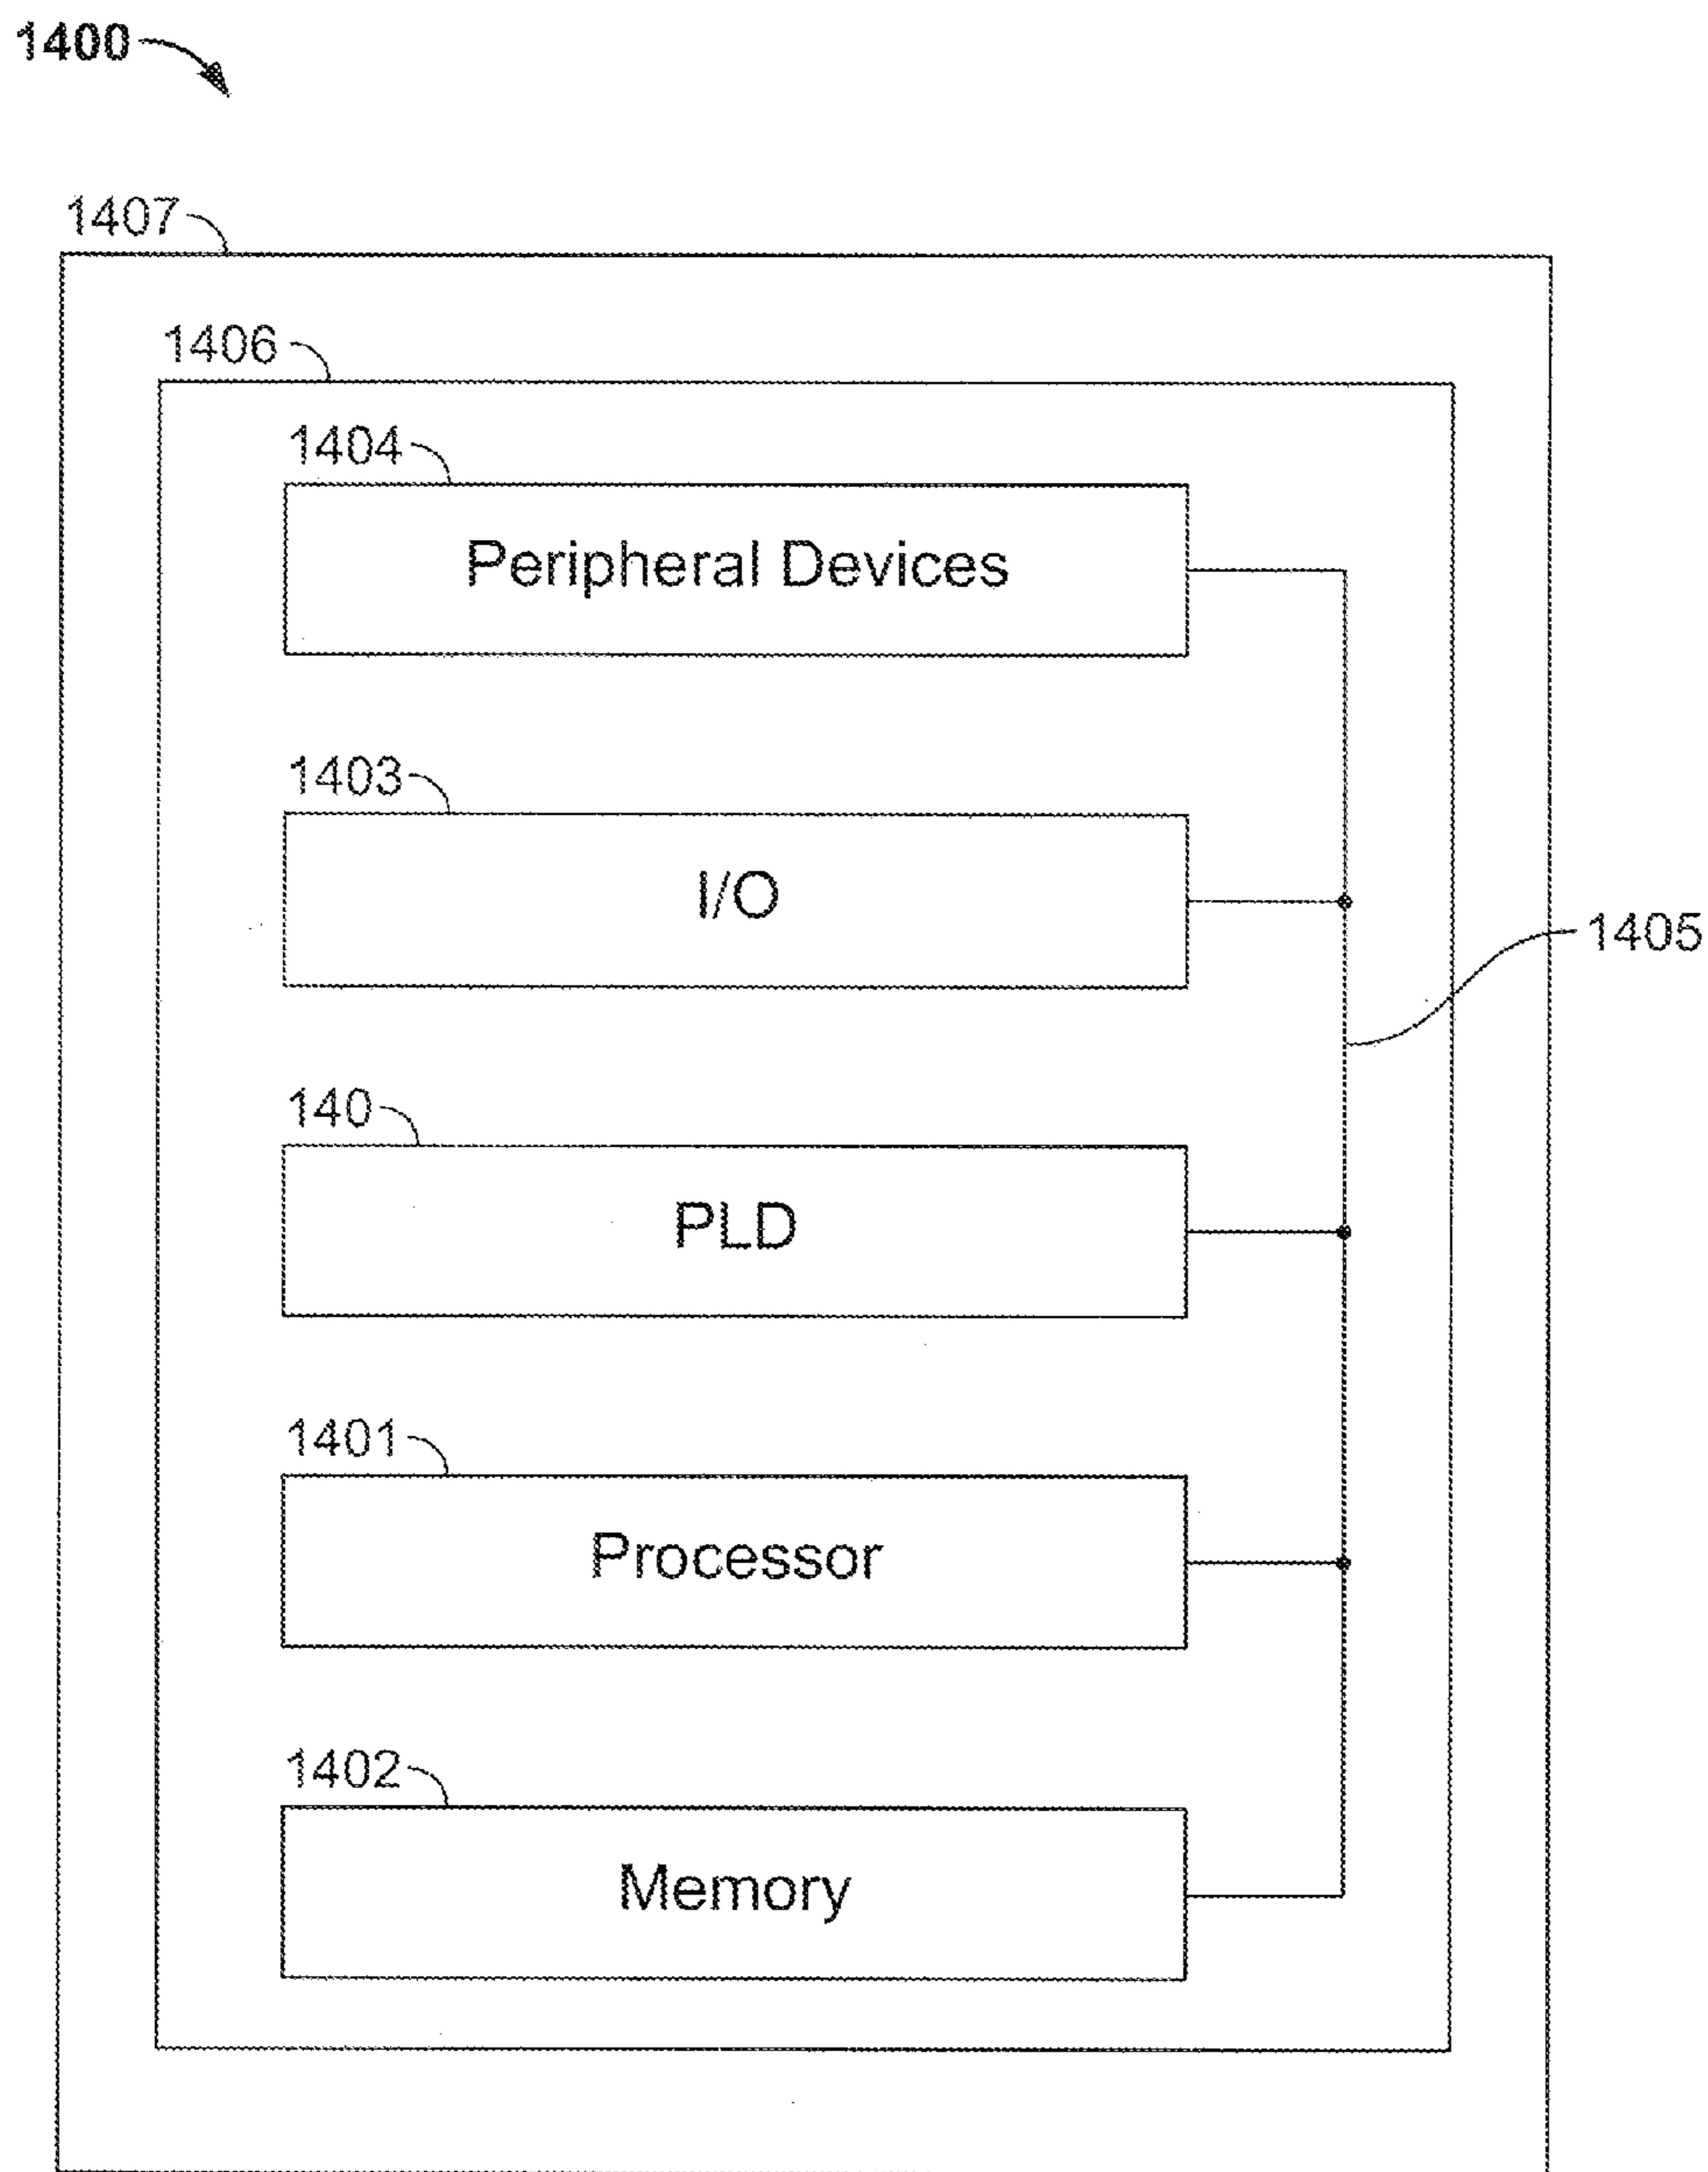 1400
1407
1406
1404
Peripheral Devices
1403
I/O
1405
140
PLD
1401
Processor
1402
Memory